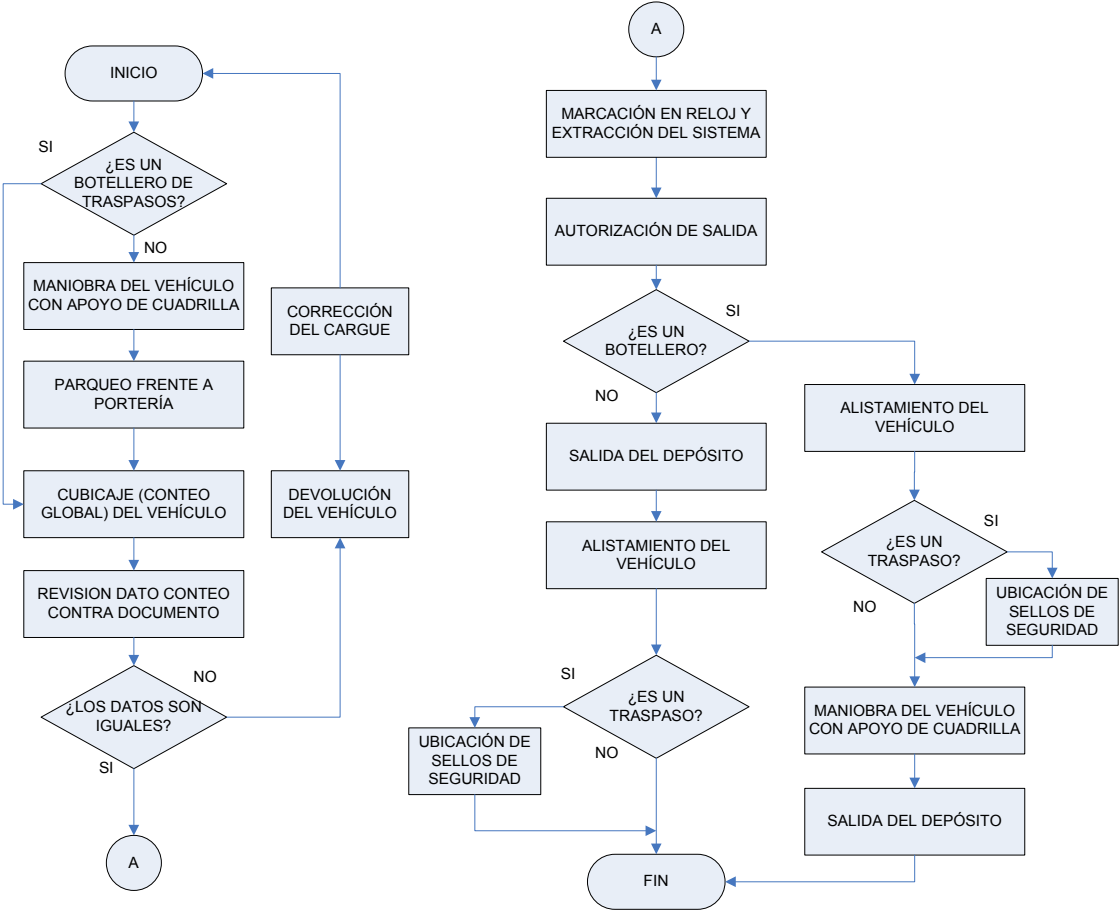 INICIO
SI
¿ES UN
BOTELLERO DE
TRASPASOS?
NO
MANIOBRA DEL VEHÍCULO
CON APOYO DE CUADRILLA
PARQUEO FRENTE A
PORTERÍA
CUBICAJE (CONTEO
GLOBAL) DEL VEHÍCULO
REVISION DATO CONTEO
CONTRA DOCUMENTO
NO
¿LOS DATOS SON
IGUALES?
SI
A
CORRECCIÓN
DEL CARGUE
DEVOLUCIÓN
DEL VEHÍCULO
A
MARCACIÓN EN RELOJ Y
EXTRACCIÓN DEL SISTEMA
AUTORIZACIÓN DE SALIDA
SI
¿ES UN
BOTELLERO?
NO
SALIDA DEL DEPÓSITO
ALISTAMIENTO DEL
VEHÍCULO
SI
¿ES UN
TRASPASO?
NO
UBICACIÓN DE
SELLOS DE
SEGURIDAD
FIN
ALISTAMIENTO DEL
VEHÍCULO
SI
¿ES UN
TRASPASO?
NO
UBICACIÓN DE
SELLOS DE
SEGURIDAD
MANIOBRA DEL VEHÍCULO
CON APOYO DE CUADRILLA
SALIDA DEL DEPÓSITO